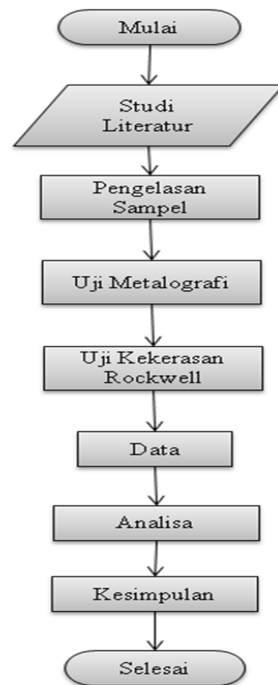 Mulai
Studi
Literatur
Pengelasan
Sampel
Uji Metalografi
Uji Kekerasan
Rockwell
Data
Analisa
Kesimpulan
Selesai